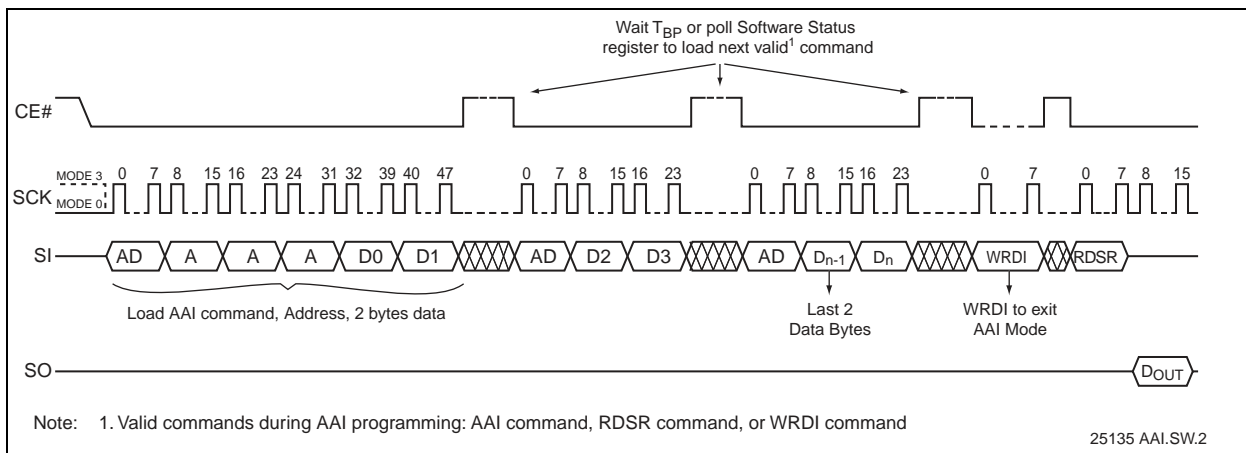 Wait TBP or poll Software Status
register to load next valid1 command
CE#
MODE 3
SCK
MODE 0
0 7 8 15 16 23 24 31 32 39 40 47 0 7 8 15 16 23 0 7 8 15 16 23 0 7 0 7 8 15
SI
AD A A A D0 D1 AD D2 D3 AD Dn-1 Dn WRDI RDSR
Load AAI command, Address, 2 bytes data
Last 2
Data Bytes
WRDI to exit
AAI Mode
SO
DOUT
Note: 1. Valid commands during AAI programming: AAI command, RDSR command, or WRDI command
25135 AAI.SW.2